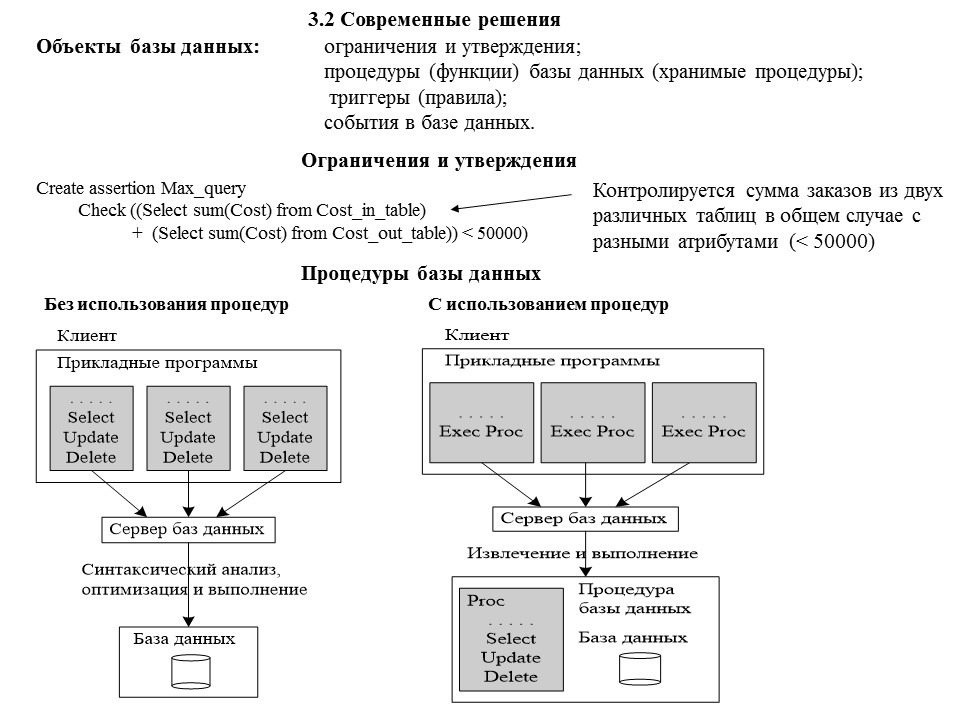 3.2 Современные решения
Объекты базы данных:
ограничения и утверждения;
процедуры (функции) базы данных (хранимые процедуры);
триггеры (правила);
события в базе данных.
Ограничения и утверждения
Create assertion Max_query
Check ((Select sum(Cost) from Cost_in_table)
+ (Select sum(Cost) from Cost_out_table)) < 50000)
Контролируется сумма заказов из двух
различных таблиц в общем случае с
разными атрибутами (< 50000)
Процедуры базы данных
Без использования процедур
Клиент
Прикладные программы
. . . . .
Select
Update
Delete
. . . . .
Select
Update
Delete
. . . . .
Select
Update
Delete
Сервер баз данных
Синтаксический анализ,
оптимизация и выполнение
База данных
С использованием процедур
Клиент
Прикладные программы
. . . . .
Exec Proc
. . . . .
Exec Proc
. . . . .
Exec Proc
Сервер баз данных
Извлечение и выполнение
Proc
. . . . .
Select
Update
Delete
Процедура
базы данных
База данных